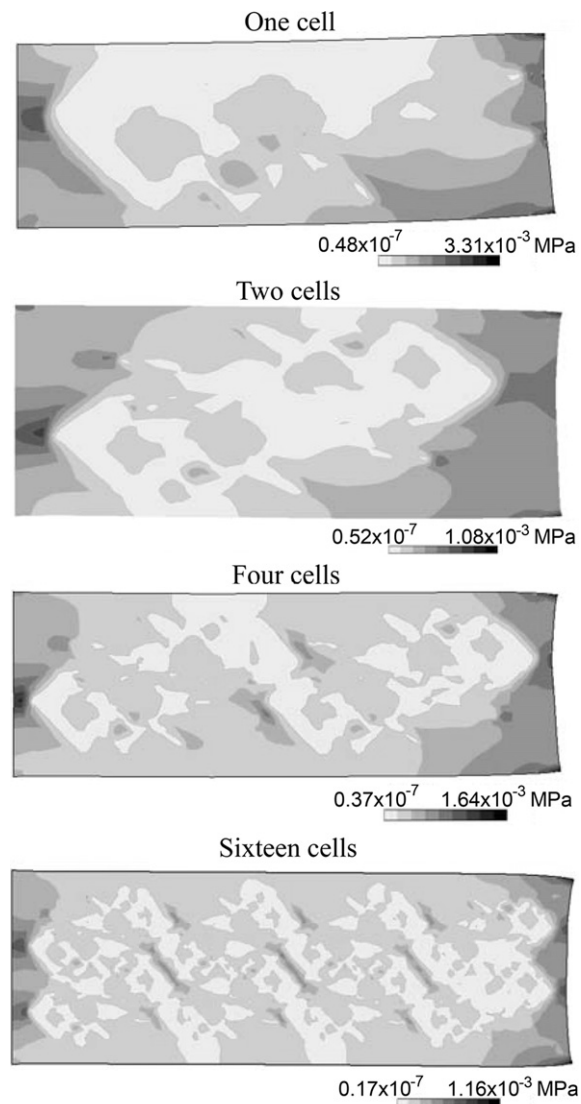 One cell
0.48x10⁻⁷ 3.31x10⁻³ MPa
Two cells
0.52x10⁻⁷ 1.08x10⁻³ MPa
Four cells
0.37x10⁻⁷ 1.64x10⁻³ MPa
Sixteen cells
0.17x10⁻⁷ 1.16x10⁻³ MPa